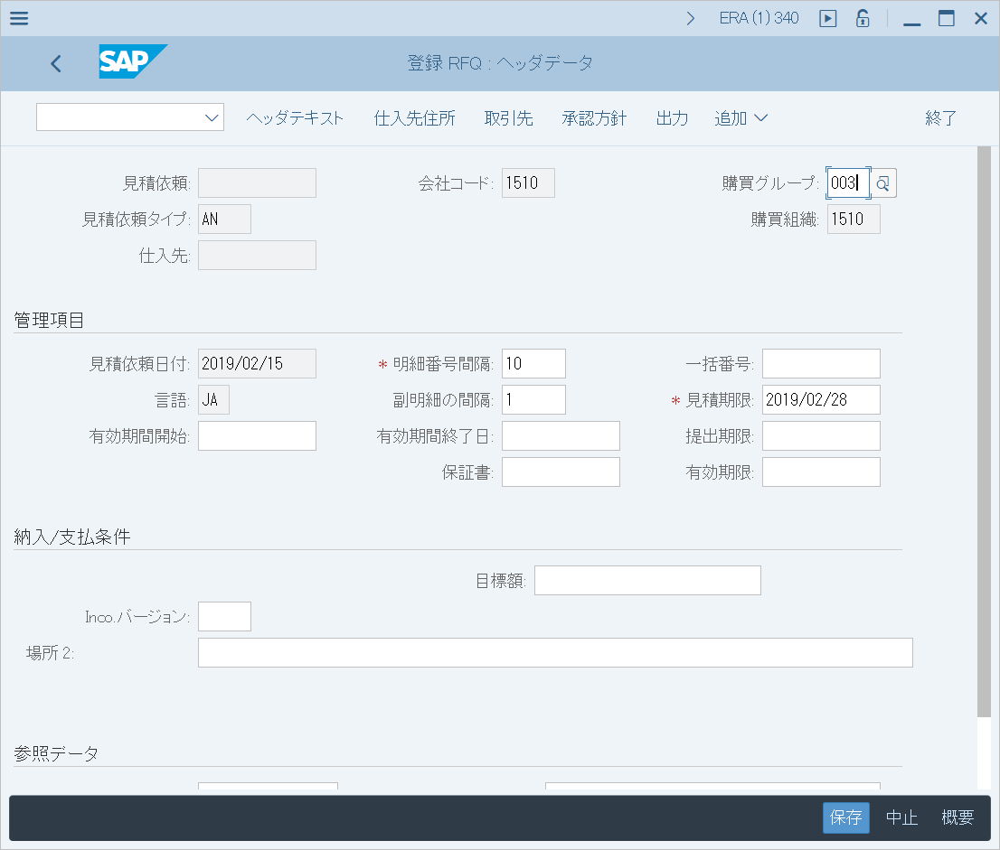 ERA (1) 340
SAP 登録 RFQ : ヘッダデータ
ヘッダテキスト 仕入先住所 取引先 承認方針 出力 追加 終了
見積依頼: 会社コード: 1510 購買グループ: 003
見積依頼タイプ: AN 購買組織: 1510
仕入先:
管理項目
見積依頼日付: 2019/02/15 * 明細番号間隔: 10 一括番号:
言語: JA 副明細の間隔: 1 * 見積期限: 2019/02/28
有効期間開始: 有効期間終了日: 提出期限:
保証書: 有効期限:
納入/支払条件
目標額:
Inco.バージョン:
場所 2:
参照データ
保存 中止 概要